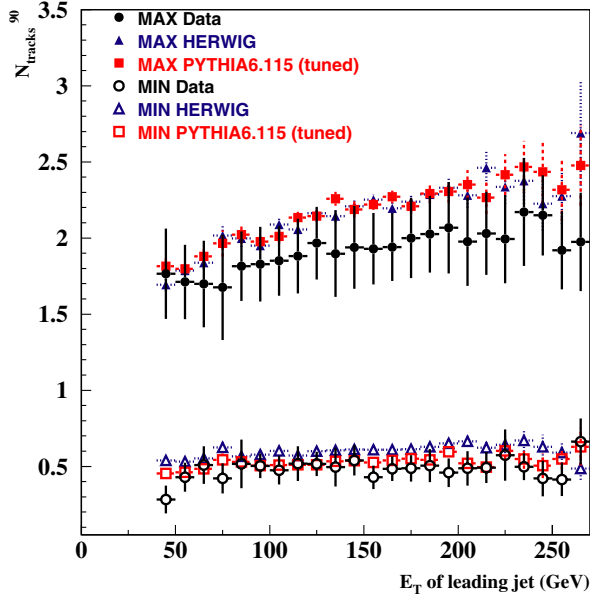 N_tracks^90
3.5
3
2.5
2
1.5
1
0.5
MAX Data
MAX HERWIG
MAX PYTHIA6.115 (tuned)
MIN Data
MIN HERWIG
MIN PYTHIA6.115 (tuned)
0 50 100 150 200 250
E_T of leading jet (GeV)